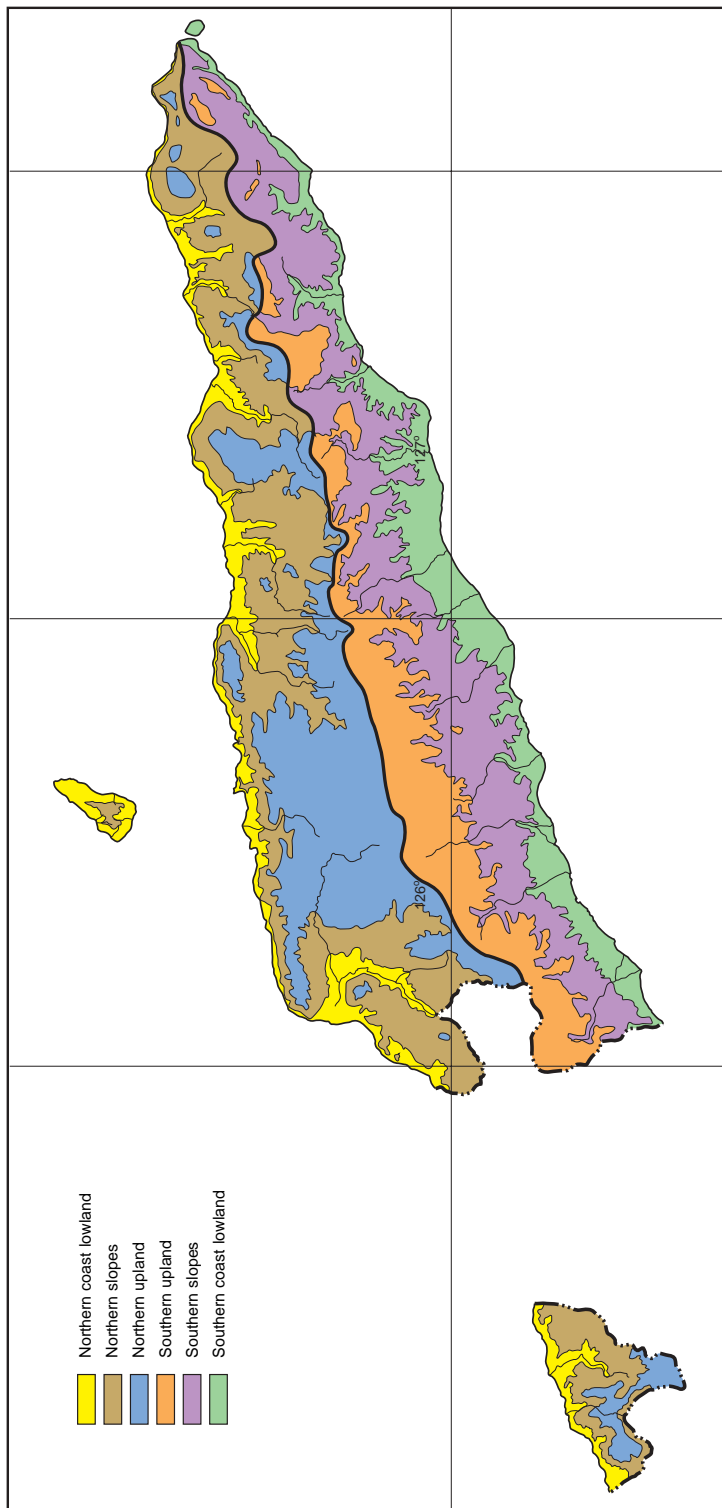 Northern coast lowland
Northern slopes
Northern upland
Southern upland
Southern slopes
Southern coast lowland
126°
127°